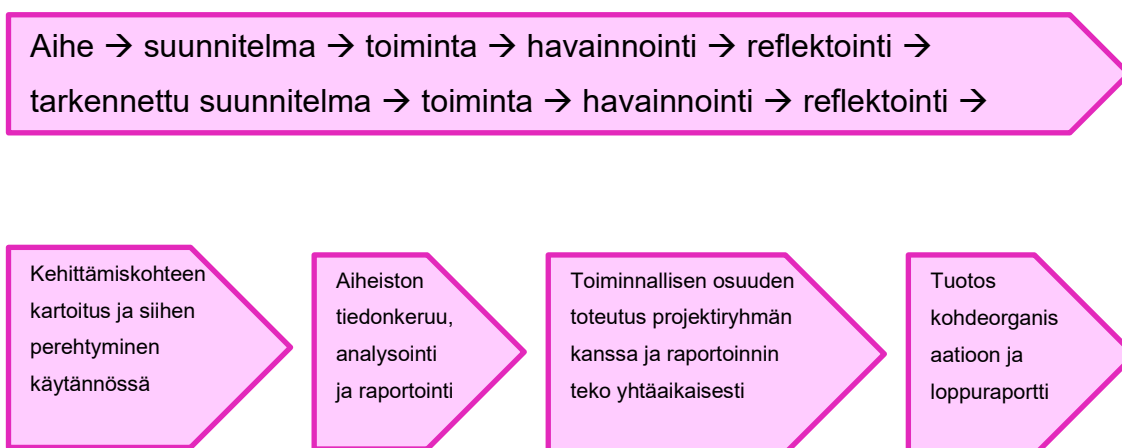 Aihe → suunnitelma → toiminta → havainnointi → reflektointi →
tarkennettu suunnitelma → toiminta → havainnointi → reflektointi →
Kehittämiskohteen
kartoitus ja siihen
perehtyminen
käytännössä
Aiheiston
tiedonkeruu,
analysointi
ja raportointi
Toiminnallisen osuuden
toteutus projektiryhmän
kanssa ja raportoinnin
teko yhtäaikaisesti
Tuotos
kohdeorganis
aatioon ja
loppuraportti